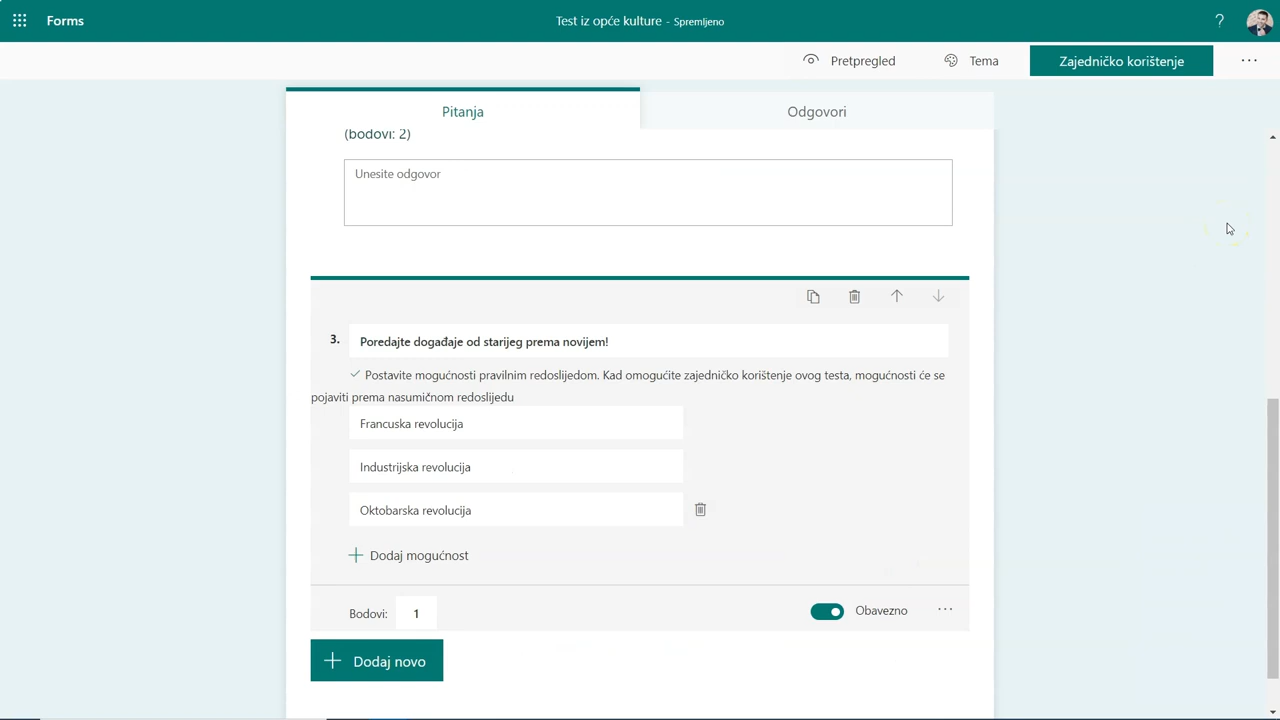 Forms
Test iz opće kulture - Spremljeno
?
Pretpregled
Tema
Zajedničko korištenje
Pitanja
Odgovori
(bodovi: 2)
Unesite odgovor
3.
Poredajte događaje od starijeg prema novijem!
Postavite mogućnosti pravilnim redoslijedom. Kad omogućite zajedničko korištenje ovog testa, mogućnosti će se
pojaviti prema nasumičnom redoslijedu
Francuska revolucija
Industrijska revolucija
Oktobarska revolucija
Dodaj mogućnost
Bodovi: 1
Obavezno
Dodaj novo